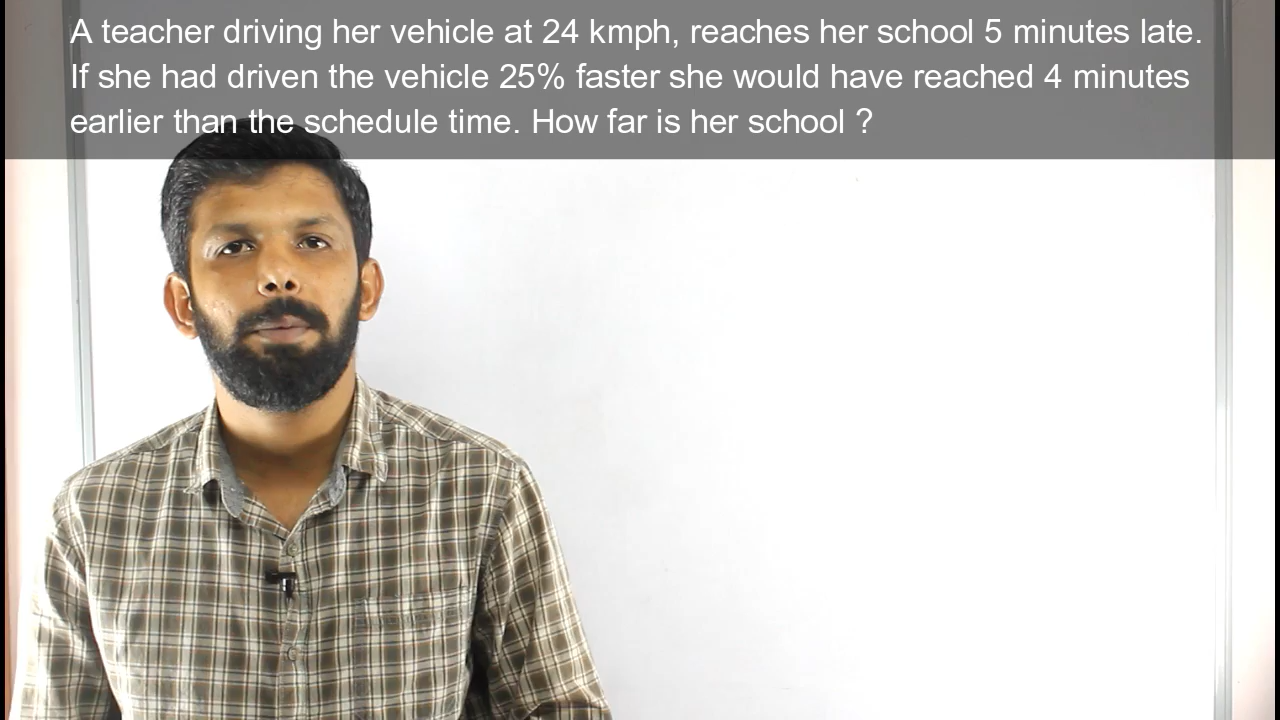 A teacher driving her vehicle at 24 kmph, reaches her school 5 minutes late.
If she had driven the vehicle 25% faster she would have reached 4 minutes
earlier than the schedule time. How far is her school ?